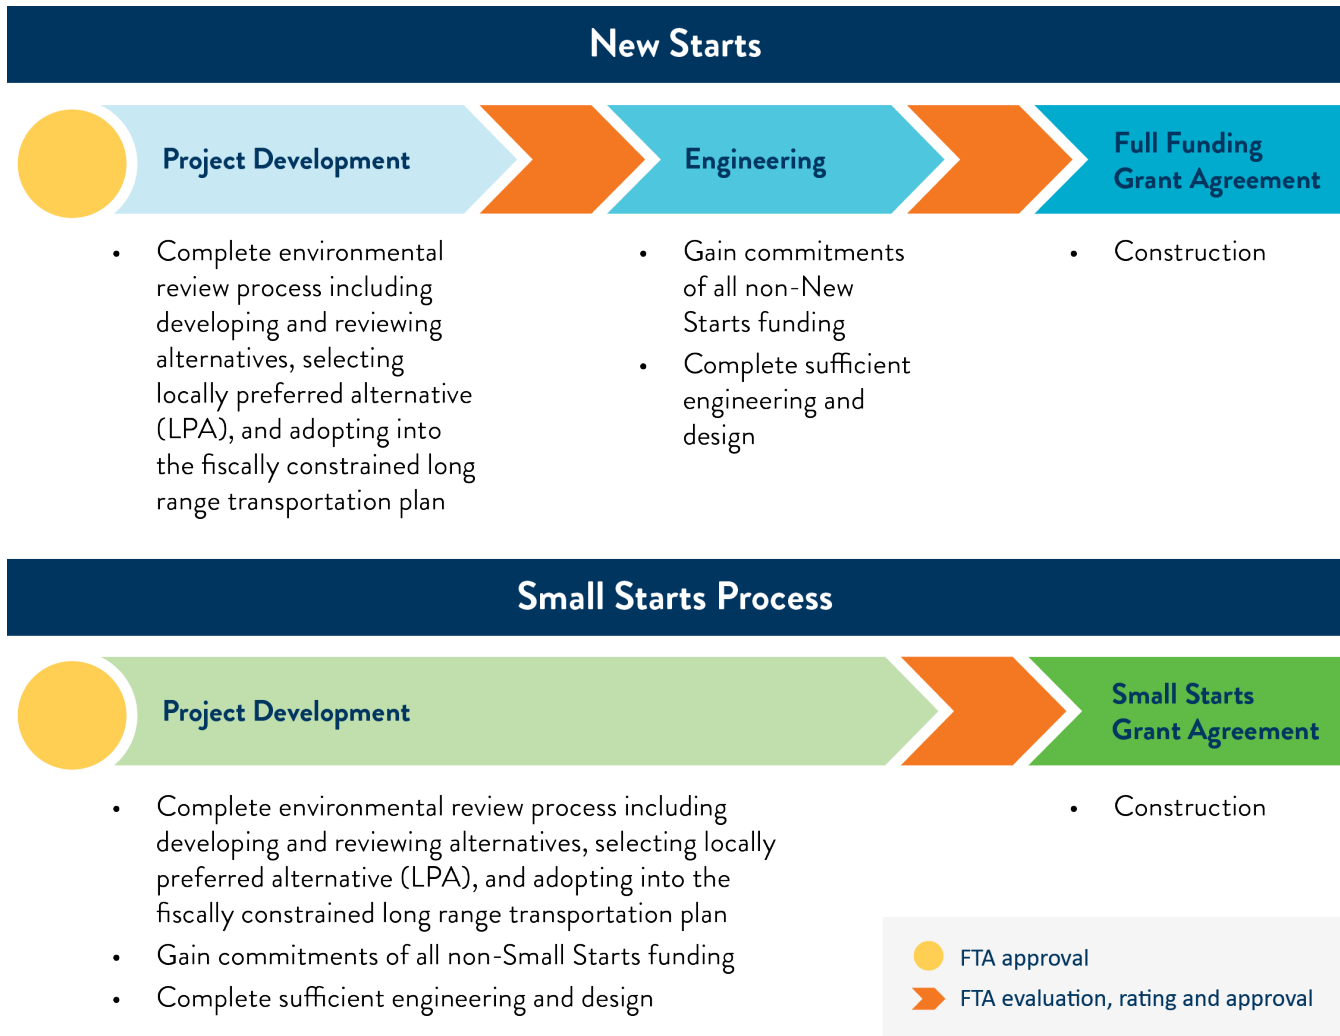 New Starts
Project Development
Engineering
Full Funding
Grant Agreement
• Complete environmental
review process including
developing and reviewing
alternatives, selecting
locally preferred alternative
(LPA), and adopting into
the fiscally constrained long
range transportation plan
• Gain commitments
of all non-New
Starts funding
• Complete sufficient
engineering and
design
• Construction
Small Starts Process
Project Development
Small Starts
Grant Agreement
• Complete environmental review process including
developing and reviewing alternatives, selecting locally
preferred alternative (LPA), and adopting into the
fiscally constrained long range transportation plan
• Gain commitments of all non-Small Starts funding
• Complete sufficient engineering and design
• Construction
FTA approval
FTA evaluation, rating and approval